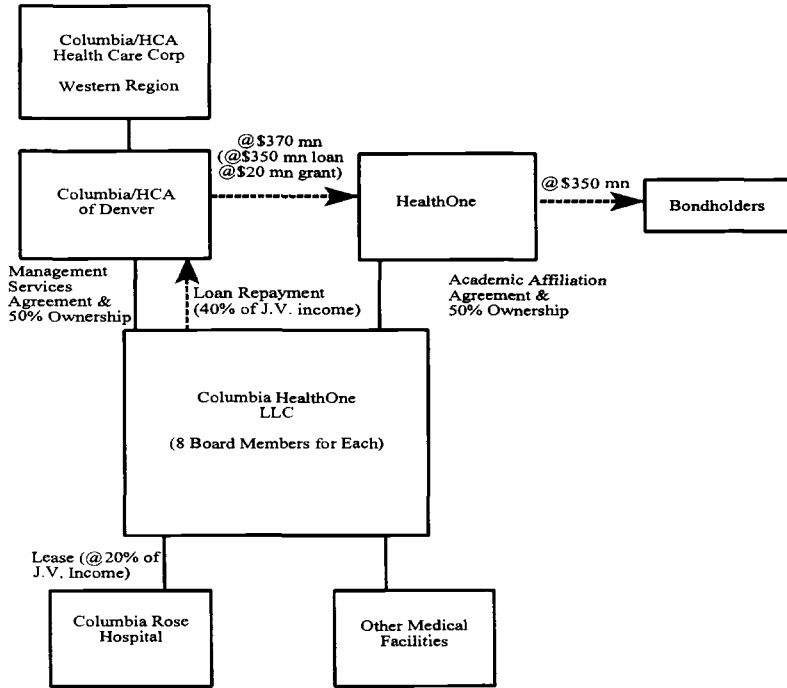 Columbia/HCA
Health Care Corp
Western Region
@$370 mn
(@$350 mn loan
@$20 mn grant)
Columbia/HCA
of Denver
HealthOne
@$350 mn
Bondholders
Management
Services
Agreement &
50% Ownership
Loan Repayment
(40% of J.V. income)
Academic Affiliation
Agreement &
50% Ownership
Columbia HealthOne
LLC
(8 Board Members for Each)
Lease (@20% of
J.V. Income)
Columbia Rose
Hospital
Other Medical
Facilities